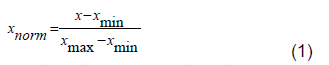 x_norm = (x−x_min)/(x_max−x_min) (1)